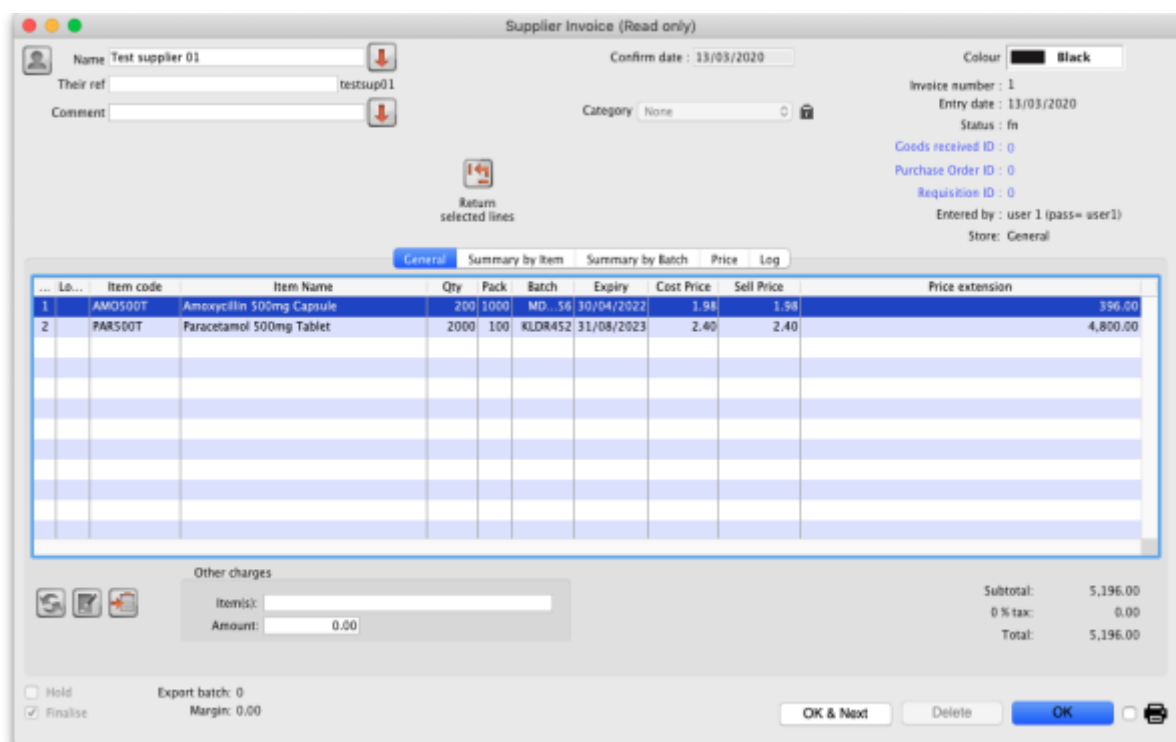 Supplier Invoice (Read only)
Name Test supplier 01
Confirm date : 13/03/2020
Colour Black
Their ref testsup01
Invoice number : 1
Comment
Category None
Entry date : 13/03/2020
Status : fn
Goods received ID : 0
Purchase Order ID : 0
Requisition ID : 0
Return
selected lines
Entered by : user 1 (pass= user1)
Store: General
General Summary by Item Summary by Batch Price Log
... Lo... Item code Item Name Qty Pack Batch Expiry Cost Price Sell Price Price extension
1 AMO500T Amoxycillin 500mg Capsule 200 1000 MD...56 30/04/2022 1.98 1.98 396.00
2 PAR500T Paracetamol 500mg Tablet 2000 100 KLDR452 31/08/2023 2.40 2.40 4,800.00
Other charges
Item(s):
Amount: 0.00
Subtotal: 5,196.00
0 % tax: 0.00
Total: 5,196.00
Hold
Export batch: 0
Finalise
Margin: 0.00
OK & Next Delete OK